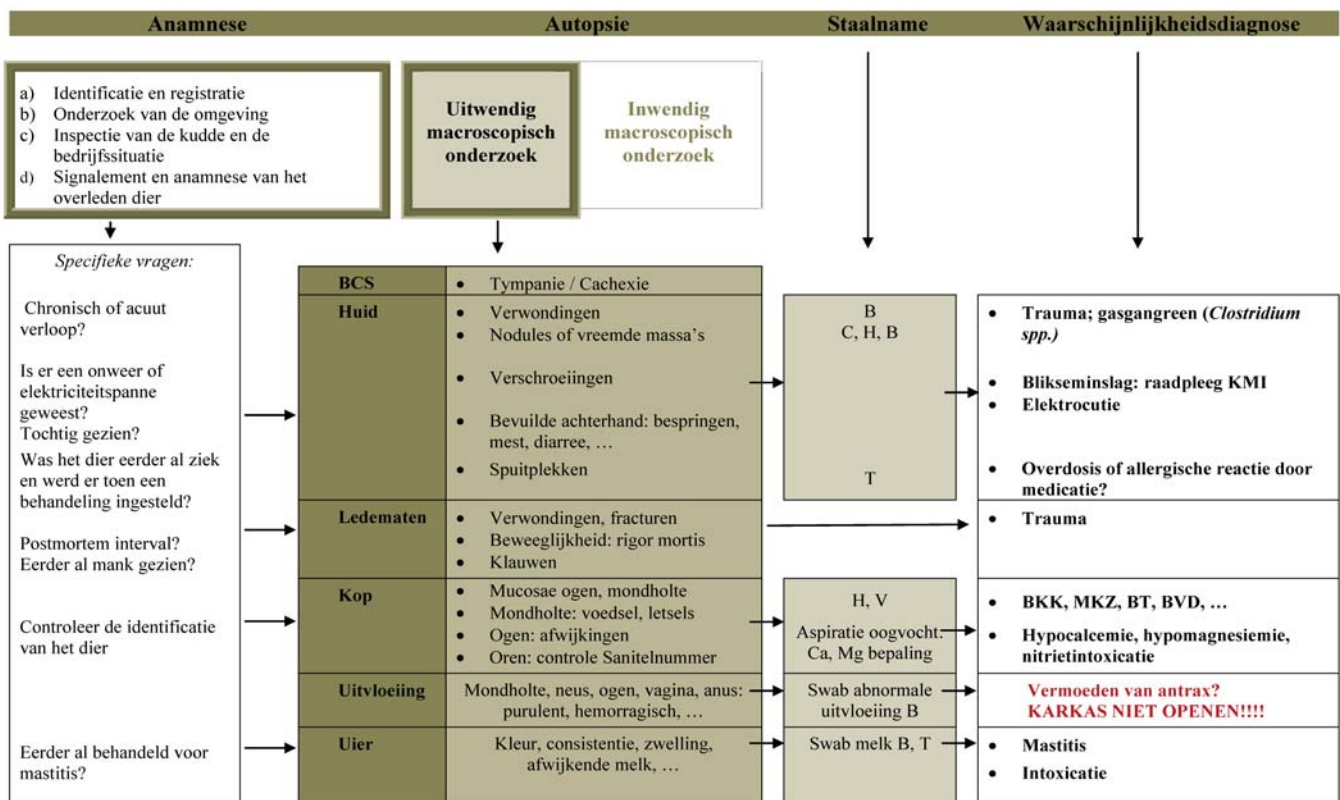 Anamnese
Autopsie
Staalname
Waarschijnlijkheidsdiagnose
a) Identificatie en registratie
b) Onderzoek van de omgeving
c) Inspectie van de kudde en de
bedrijfssituatie
d) Signalement en anamnese van het
overleden dier
Uitwendig
macroscopisch
onderzoek
Inwendig
macroscopisch
onderzoek
Specifieke vragen:
Chronisch of acuut
verloop?
Is er een onweer of
elektriciteitspanne
geweest?
Tochtig gezien?
Was het dier eerder al ziek
en werd er toen een
behandeling ingesteld?
Postmortem interval?
Eerder al mank gezien?
Controleer de identificatie
van het dier
Eerder al behandeld voor
mastitis?
BCS
• Tympanie / Cachexie
Huid
• Verwondingen
• Nodules of vreemde massa’s
• Verschroeiingen
• Bevuilde achterhand: bespringen,
mest, diarree, …
• Spuitplekken
B
C, H, B
T
• Trauma; gasgangreen (Clostridium
spp.)
• Blikseminslag: raadpleeg KMI
• Elektrocutie
• Overdosis of allergische reactie door
medicatie?
Ledematen
• Verwondingen, fracturen
• Beweeglijkheid: rigor mortis
• Klauwen
• Trauma
Kop
• Mucosae ogen, mondholte
• Mondholte: voedsel, letsels
• Ogen: afwijkingen
• Oren: controle Sanitelnummer
H, V
Aspiratie oogvocht:
Ca, Mg bepaling
• BKK, MKZ, BT, BVD, …
• Hypocalcemie, hypomagnesiemie,
nitrietintoxicatie
Uitvloeiing
Mondholte, neus, ogen, vagina, anus:
purulent, hemorragisch, …
Swab abnormale
uitvloeiing B
Vermoeden van antrax?
KARKAS NIET OPENEN!!!!
Uier
Kleur, consistentie, zwelling,
afwijkende melk, …
Swab melk B, T
• Mastitis
• Intoxicatie